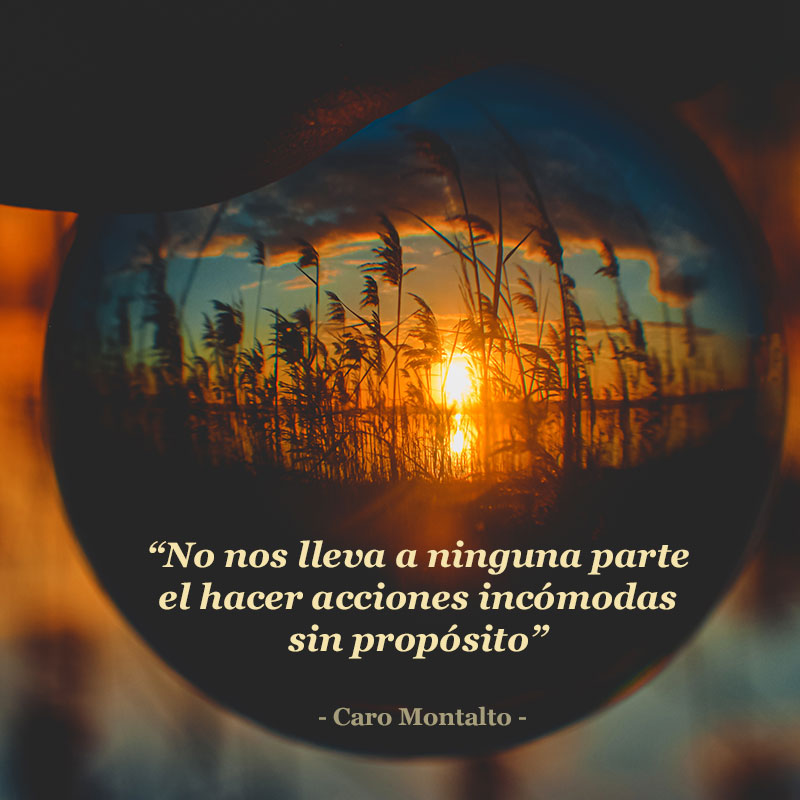 “No nos lleva a ninguna parte
el hacer acciones incómodas
sin propósito”
- Caro Montalto -